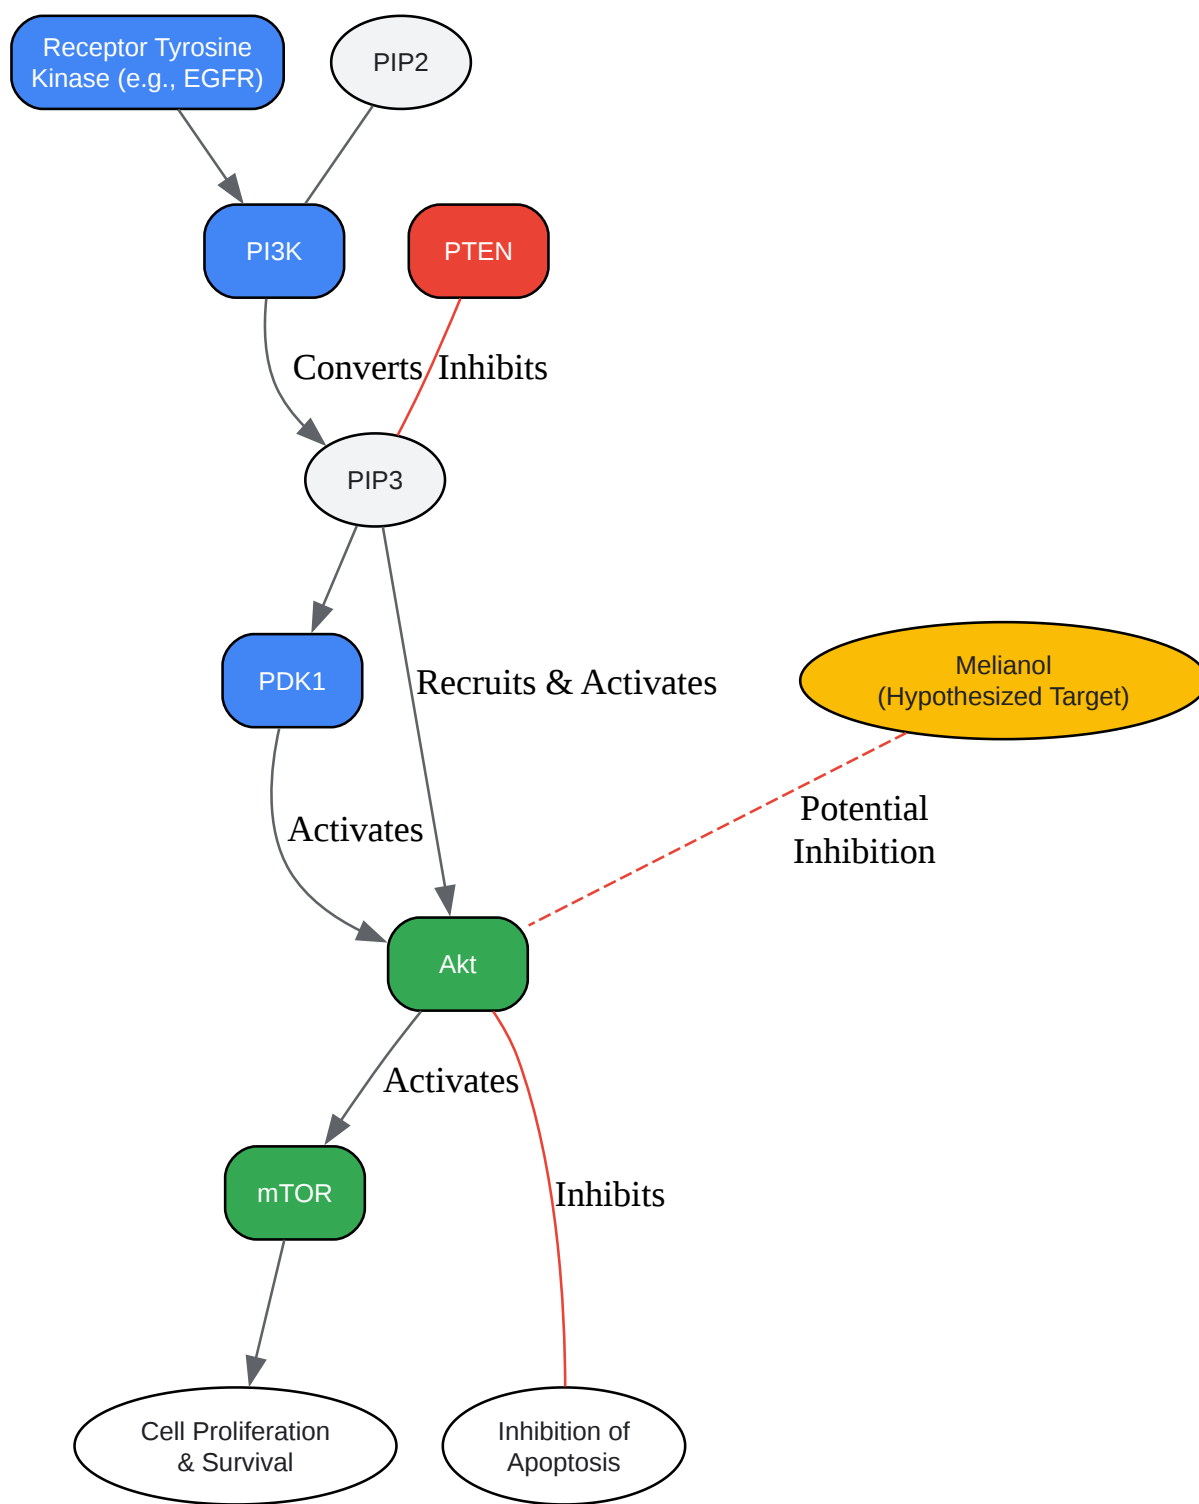 Receptor Tyrosine
Kinase (e.g., EGFR)
PIP2
PI3K
PTEN
Converts
Inhibits
PIP3
PDK1
Recruits & Activates
Melianol
(Hypothesized Target)
Potential
Inhibition
Activates
Akt
Activates
mTOR
Inhibits
Cell Proliferation
& Survival
Inhibition of
Apoptosis